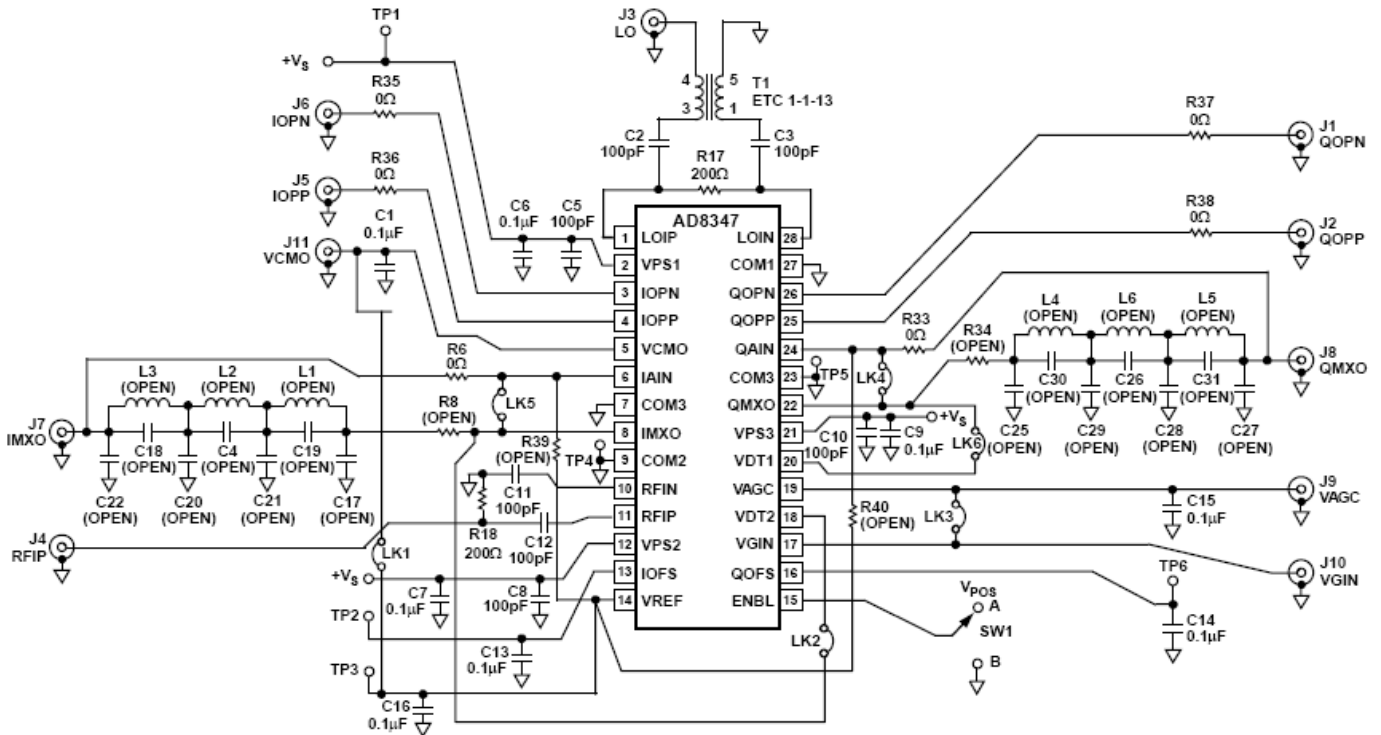 TP1
+VS
J3
LO
4
3
5
1
T1
ETC 1-1-13
J6
IOPN
R35
0Ω
J5
IOPP
R36
0Ω
J11
VCMO
C1
0.1μF
C6
0.1μF
C5
100pF
C2
100pF
R17
200Ω
C3
100pF
R37
0Ω
J1
QOPN
R38
0Ω
J2
QOPP
AD8347
1 LOIP
LOIN 28
2 VPS1
COM1 27
3 IOPN
QOPN 26
4 IOPP
QOPP 25
5 VCMO
QAIN 24
6 IAIN
COM3 23
7 COM3
QMXO 22
8 IMXO
VPS3 21
9 COM2
VDT1 20
10 RFIN
VAGC 19
11 RFIP
VDT2 18
12 VPS2
VGIN 17
13 IOFS
QOFS 16
14 VREF
ENBL 15
R6
0Ω
L3
(OPEN)
L2
(OPEN)
L1
(OPEN)
R8
(OPEN)
LK5
J7
IMXO
C18
(OPEN)
C4
(OPEN)
C19
(OPEN)
C22
(OPEN)
C20
(OPEN)
C21
(OPEN)
C17
(OPEN)
R39
(OPEN)
TP4
C11
100pF
R18
200Ω
C12
100pF
J4
RFIP
LK1
+VS
C7
0.1μF
C8
100pF
TP2
C13
0.1μF
TP3
C16
0.1μF
R33
0Ω
R34
(OPEN)
L4
(OPEN)
L6
(OPEN)
L5
(OPEN)
J8
QMXO
C30
(OPEN)
C26
(OPEN)
C31
(OPEN)
C25
(OPEN)
C29
(OPEN)
C28
(OPEN)
C27
(OPEN)
TP5
LK4
+VS
C10
100pF
C9
0.1μF
LK6
J9
VAGC
C15
0.1μF
R40
(OPEN)
LK3
J10
VGIN
TP6
C14
0.1μF
VPOS
A
SW1
B
LK2